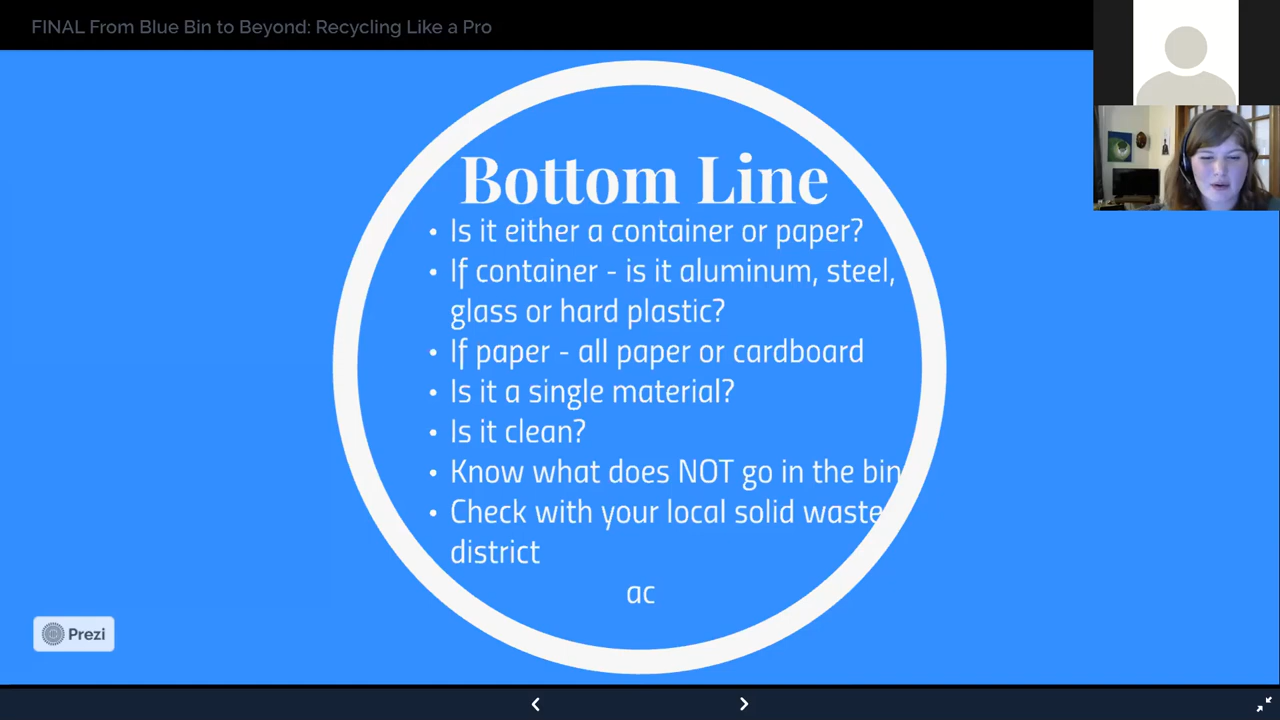 FINAL From Blue Bin to Beyond: Recycling Like a Pro
Bottom Line
• Is it either a container or paper?
• If container - is it aluminum, steel,
glass or hard plastic?
• If paper - all paper or cardboard
• Is it a single material?
• Is it clean?
• Know what does NOT go in the bin
• Check with your local solid waste
district
ac
Prezi